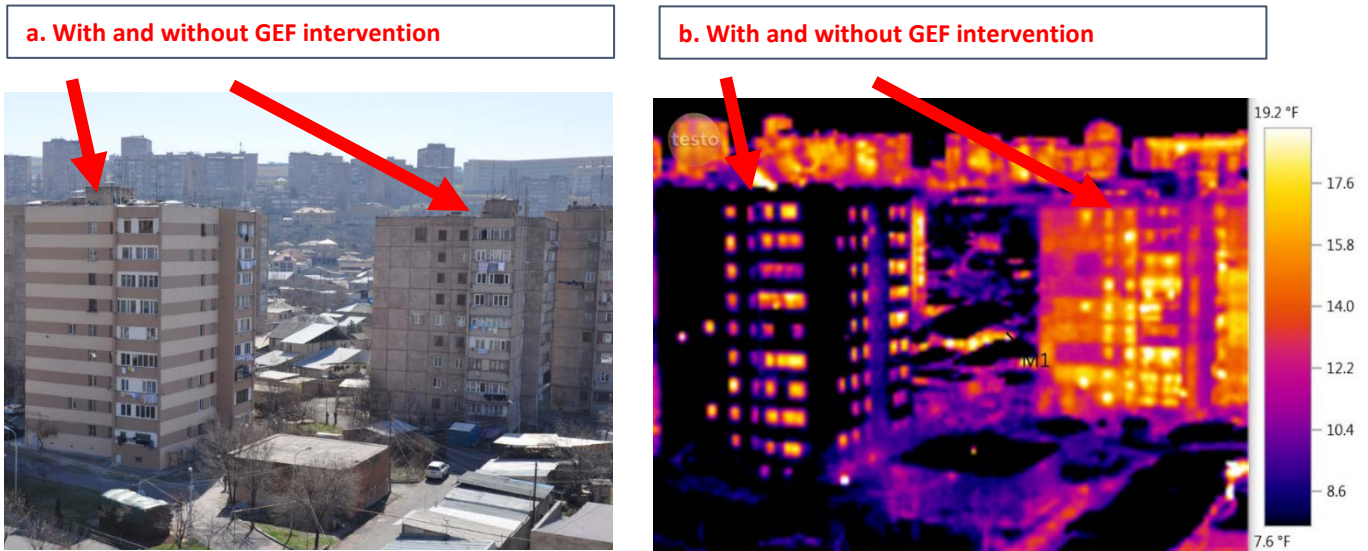 a. With and without GEF intervention
b. With and without GEF intervention
testo
19.2 °F
17.6
15.8
14.0
12.2
10.4
8.6
7.6 °F
M1